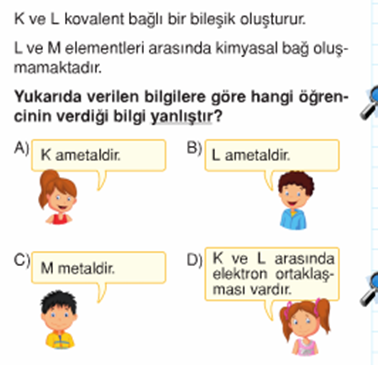 K ve L kovalent bağlı bir bileşik oluşturur.
L ve M elementleri arasında kimyasal bağ oluş-
mamaktadır.
Yukarıda verilen bilgilere göre hangi öğren-
cinin verdiği bilgi yanlıştır?
A) K ametaldir.
B) L ametaldir.
C) M metaldir.
D) K ve L arasında
elektron ortaklaş-
ması vardır.